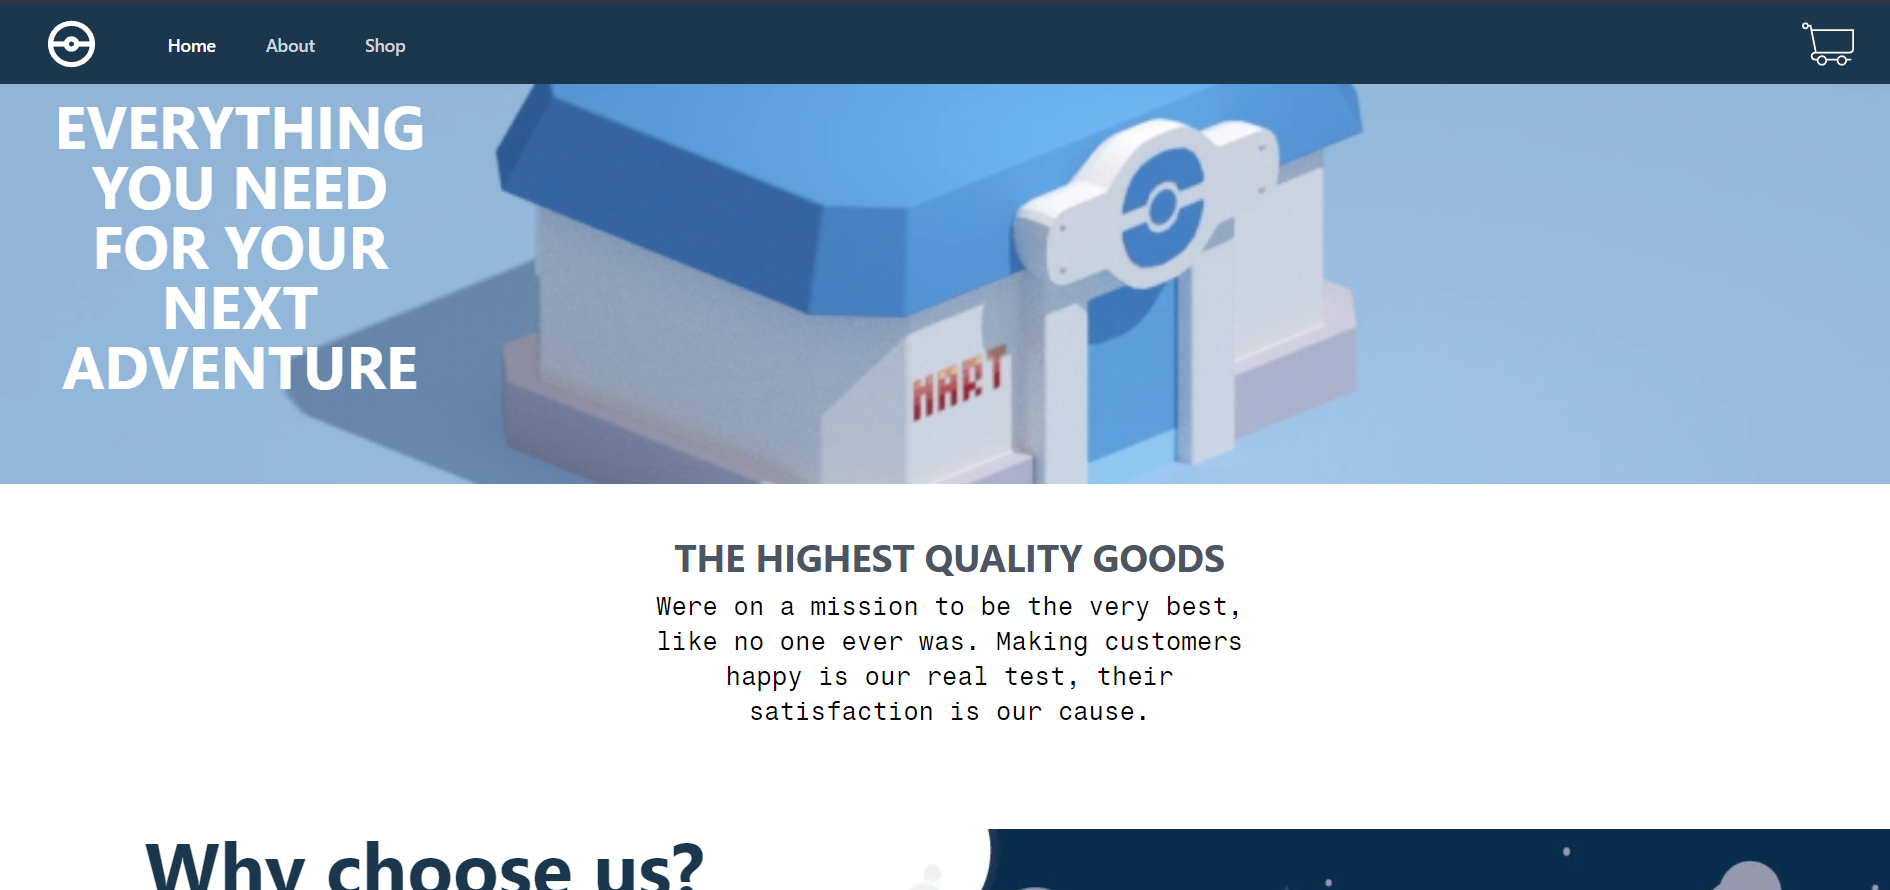 Home About Shop
EVERYTHING
YOU NEED
FOR YOUR
NEXT
ADVENTURE
MART
THE HIGHEST QUALITY GOODS
Were on a mission to be the very best,
like no one ever was. Making customers
happy is our real test, their
satisfaction is our cause.
Why choose us?